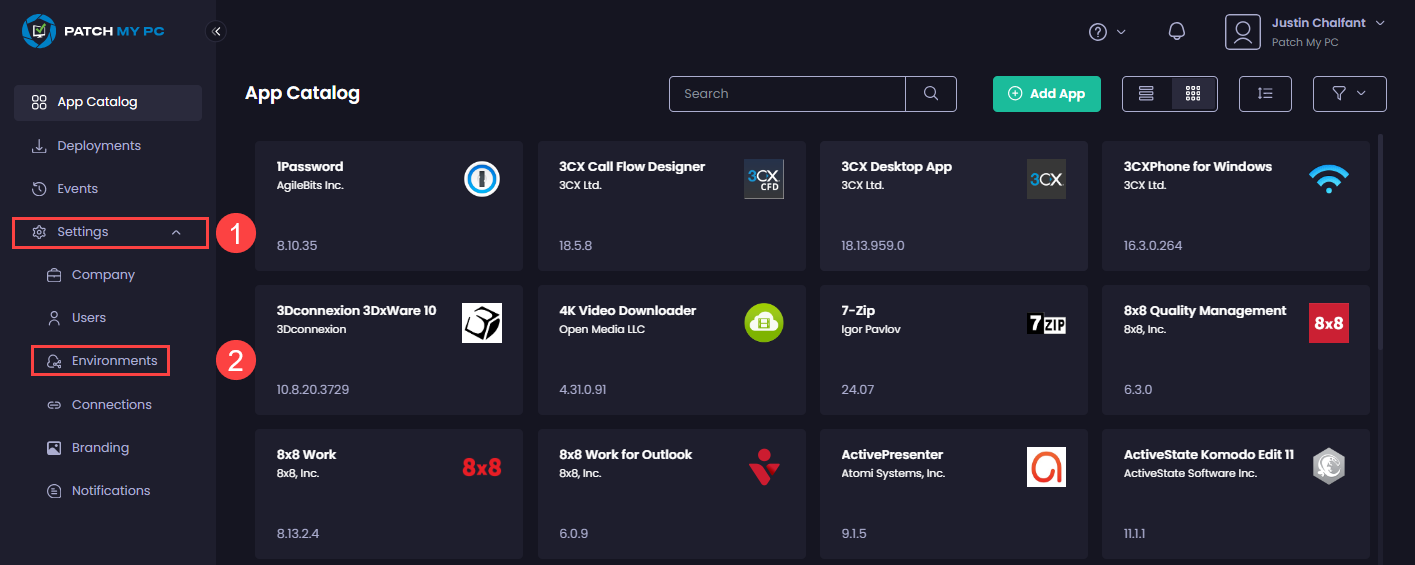 PATCH MY PC
Justin Chalfant
Patch My PC
App Catalog
Deployments
Events
Settings
1
Company
Users
Environments
2
Connections
Branding
Notifications
App Catalog
Search
Add App
1Password
AgileBits Inc.
8.10.35
3CX Call Flow Designer
3CX Ltd.
3CX
CFD
18.5.8
3CX Desktop App
3CX Ltd.
3CX
18.13.959.0
3CXPhone for Windows
3CX Ltd.
16.3.0.264
3Dconnexion 3DxWare 10
3Dconnexion
10.8.20.3729
4K Video Downloader
Open Media LLC
4.31.0.91
7-Zip
Igor Pavlov
7ZIP
24.07
8x8 Quality Management
8x8, Inc.
8x8
6.3.0
8x8 Work
8x8, Inc.
8x8
8.13.2.4
8x8 Work for Outlook
8x8, Inc.
6.0.9
ActivePresenter
Atomi Systems, Inc.
9.1.5
ActiveState Komodo Edit 11
ActiveState Software Inc.
11.1.1